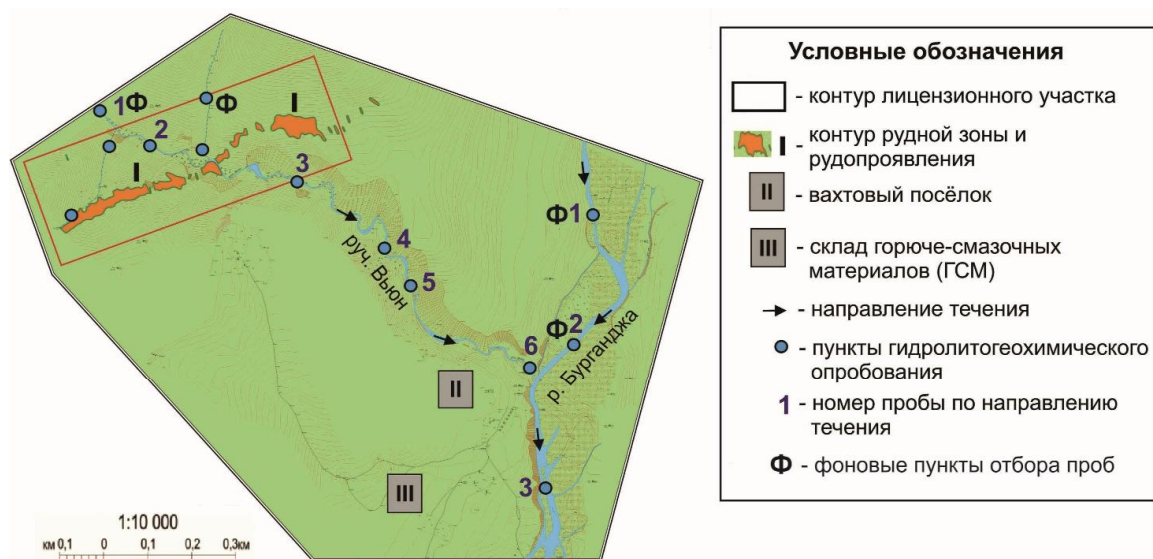 1Ф
Ф
I
2
I
3
4
5
руч. Вьюн
Ф1
Ф2
6
р. Бурганджа
II
III
3
1:10 000
км 0,1 0 0,1 0,2 0,3км
Условные обозначения
- контур лицензионного участка
I - контур рудной зоны и
рудопроявления
II - вахтовый посёлок
III - склад горюче-смазочных
материалов (ГСМ)
- направление течения
- пункты гидролитогеохимического
опробования
1 - номер пробы по направлению
течения
Ф - фоновые пункты отбора проб